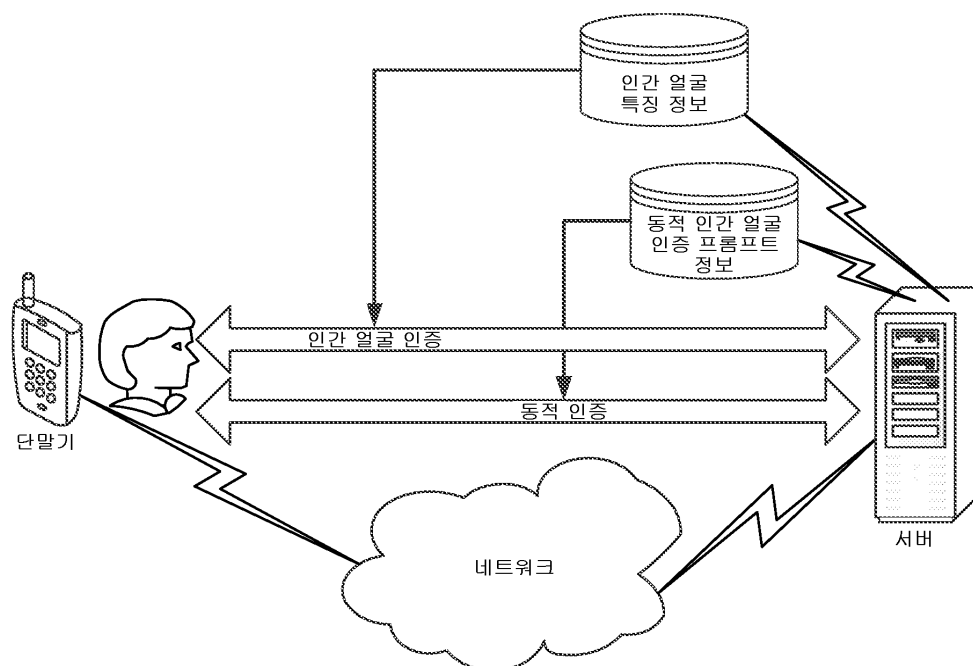 인간 얼굴
특징 정보
동적 인간 얼굴
인증 프롬프트
정보
인간 얼굴 인증
동적 인증
단말기
서버
네트워크